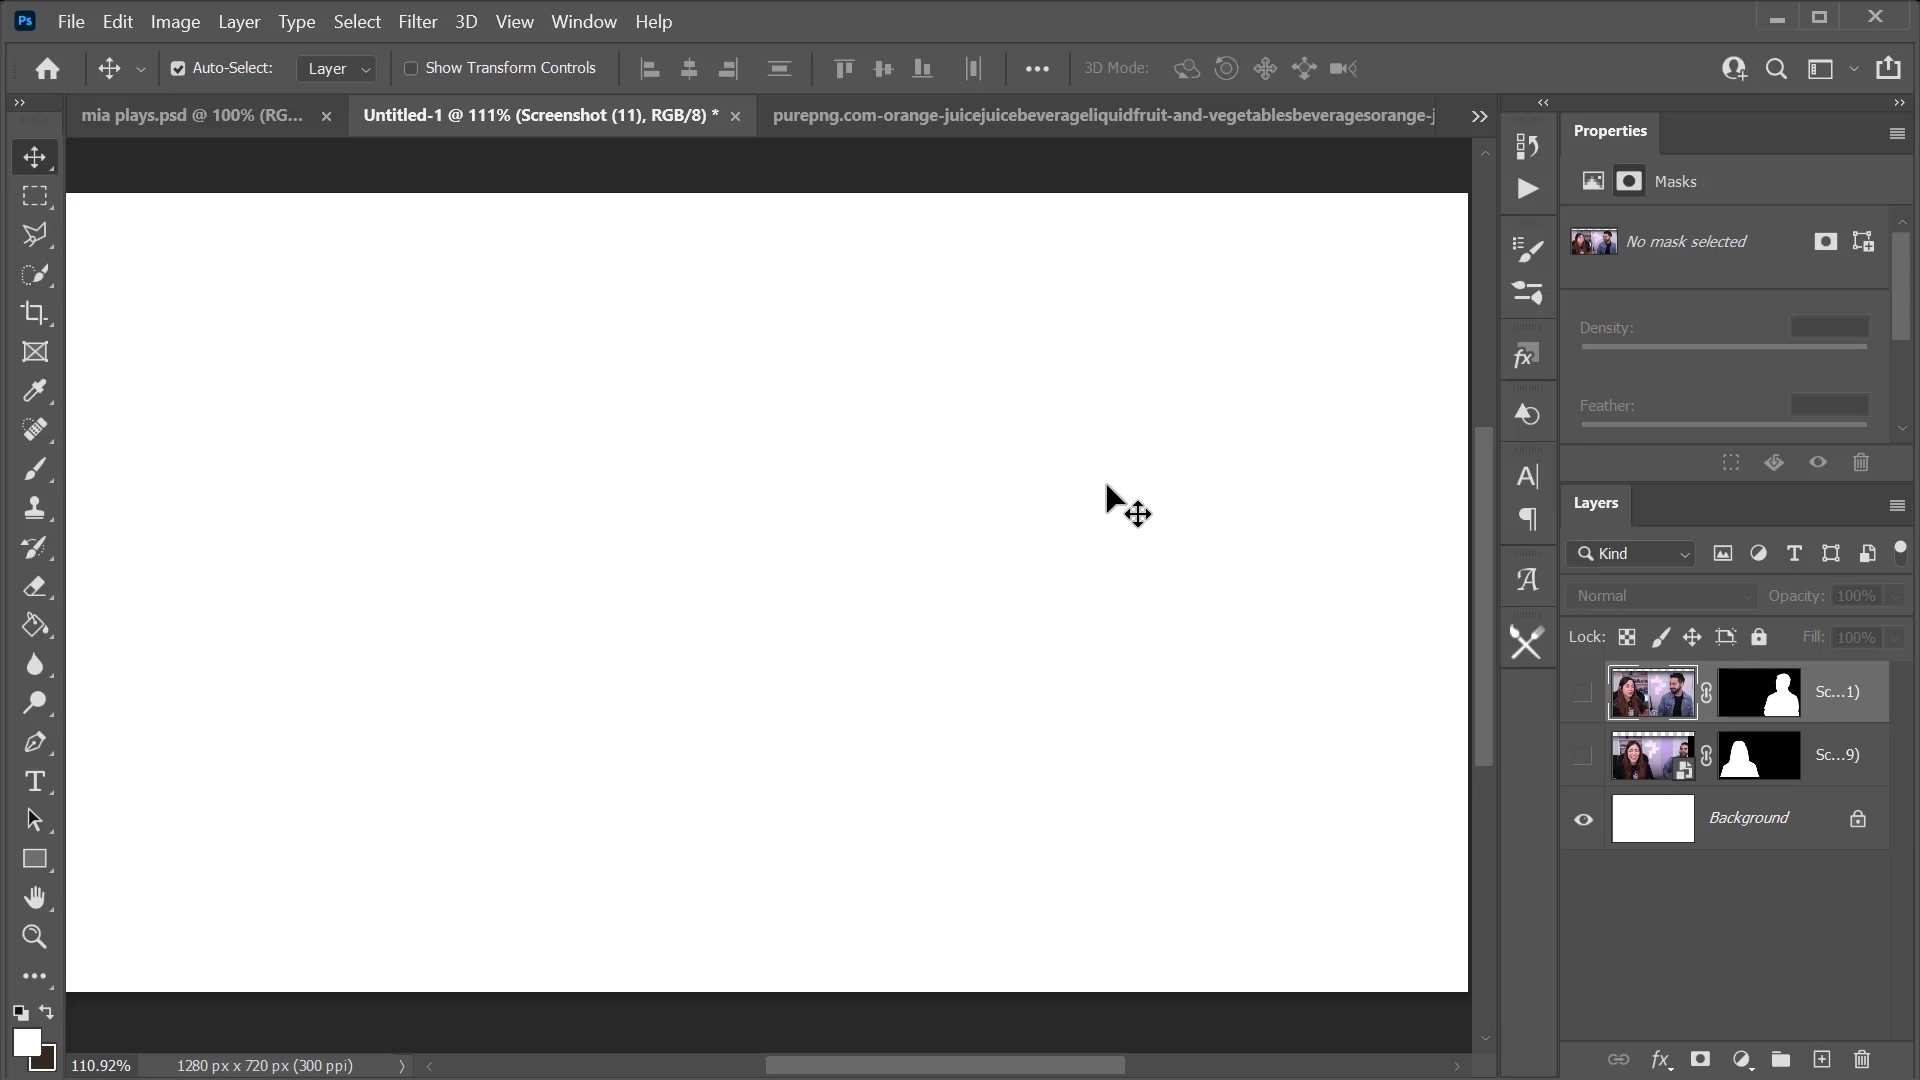 Ps File Edit Image Layer Type Select Filter 3D View Window Help
Auto-Select: Layer Show Transform Controls 3D Mode:
mia plays.psd @ 100% (RG... × Untitled-1 @ 111% (Screenshot (11), RGB/8) * × purepng.com-orange-juicejuicebeverageliquidfruit-and-vegetablesbeveragesorange-j
Properties
Masks
No mask selected
Density:
Feather:
Layers
Kind
Normal Opacity: 100%
Lock: Fill: 100%
Sc...1)
Sc...9)
Background
110.92% 1280 px x 720 px (300 ppi)